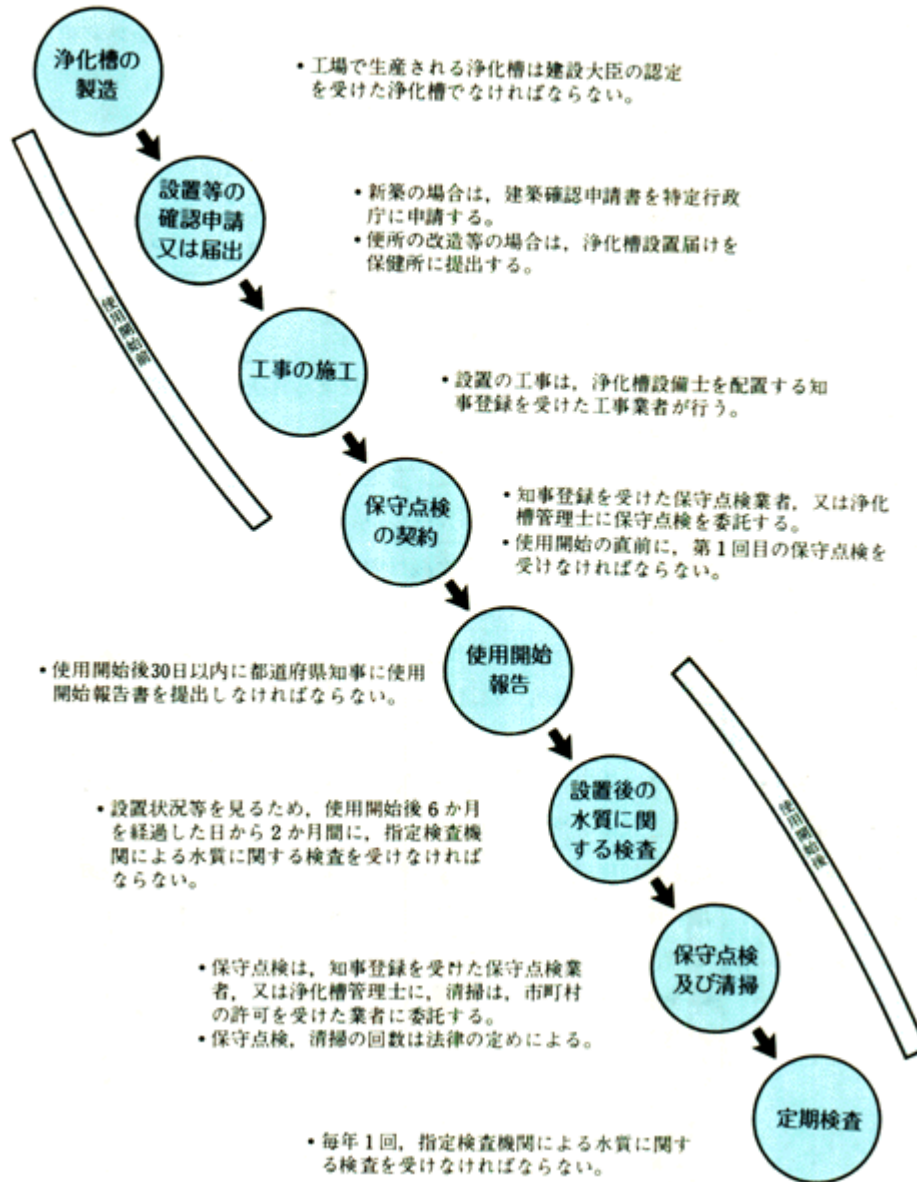 浄化槽の
製造
・工場で生産される浄化槽は建設大臣の認定
を受けた浄化槽でなければならない。
設置等の
確認申請
又は届出
・新築の場合は，建築確認申請書を特定行政
庁に申請する。
・便所の改造等の場合は，浄化槽設置届けを
保健所に提出する。
使用開始前
工事の施工
・設置の工事は，浄化槽設備士を配置する知
事登録を受けた工事業者が行う。
保守点検
の契約
・知事登録を受けた保守点検業者，又は浄化
槽管理士に保守点検を委託する。
・使用開始の直前に，第1回目の保守点検を
受けなければならない。
使用開始
報告
・使用開始後30日以内に都道府県知事に使用
開始報告書を提出しなければならない。
設置後の
水質に関
する検査
・設置状況等を見るため，使用開始後6か月
を経過した日から2か月間に，指定検査機
関による水質に関する検査を受けなければ
ならない。
使用開始後
保守点検
及び清掃
・保守点検は，知事登録を受けた保守点検業
者，又は浄化槽管理士に，清掃は，市町村
の許可を受けた業者に委託する。
・保守点検，清掃の回数は法律の定めによる。
定期検査
・毎年1回，指定検査機関による水質に関す
る検査を受けなければならない。